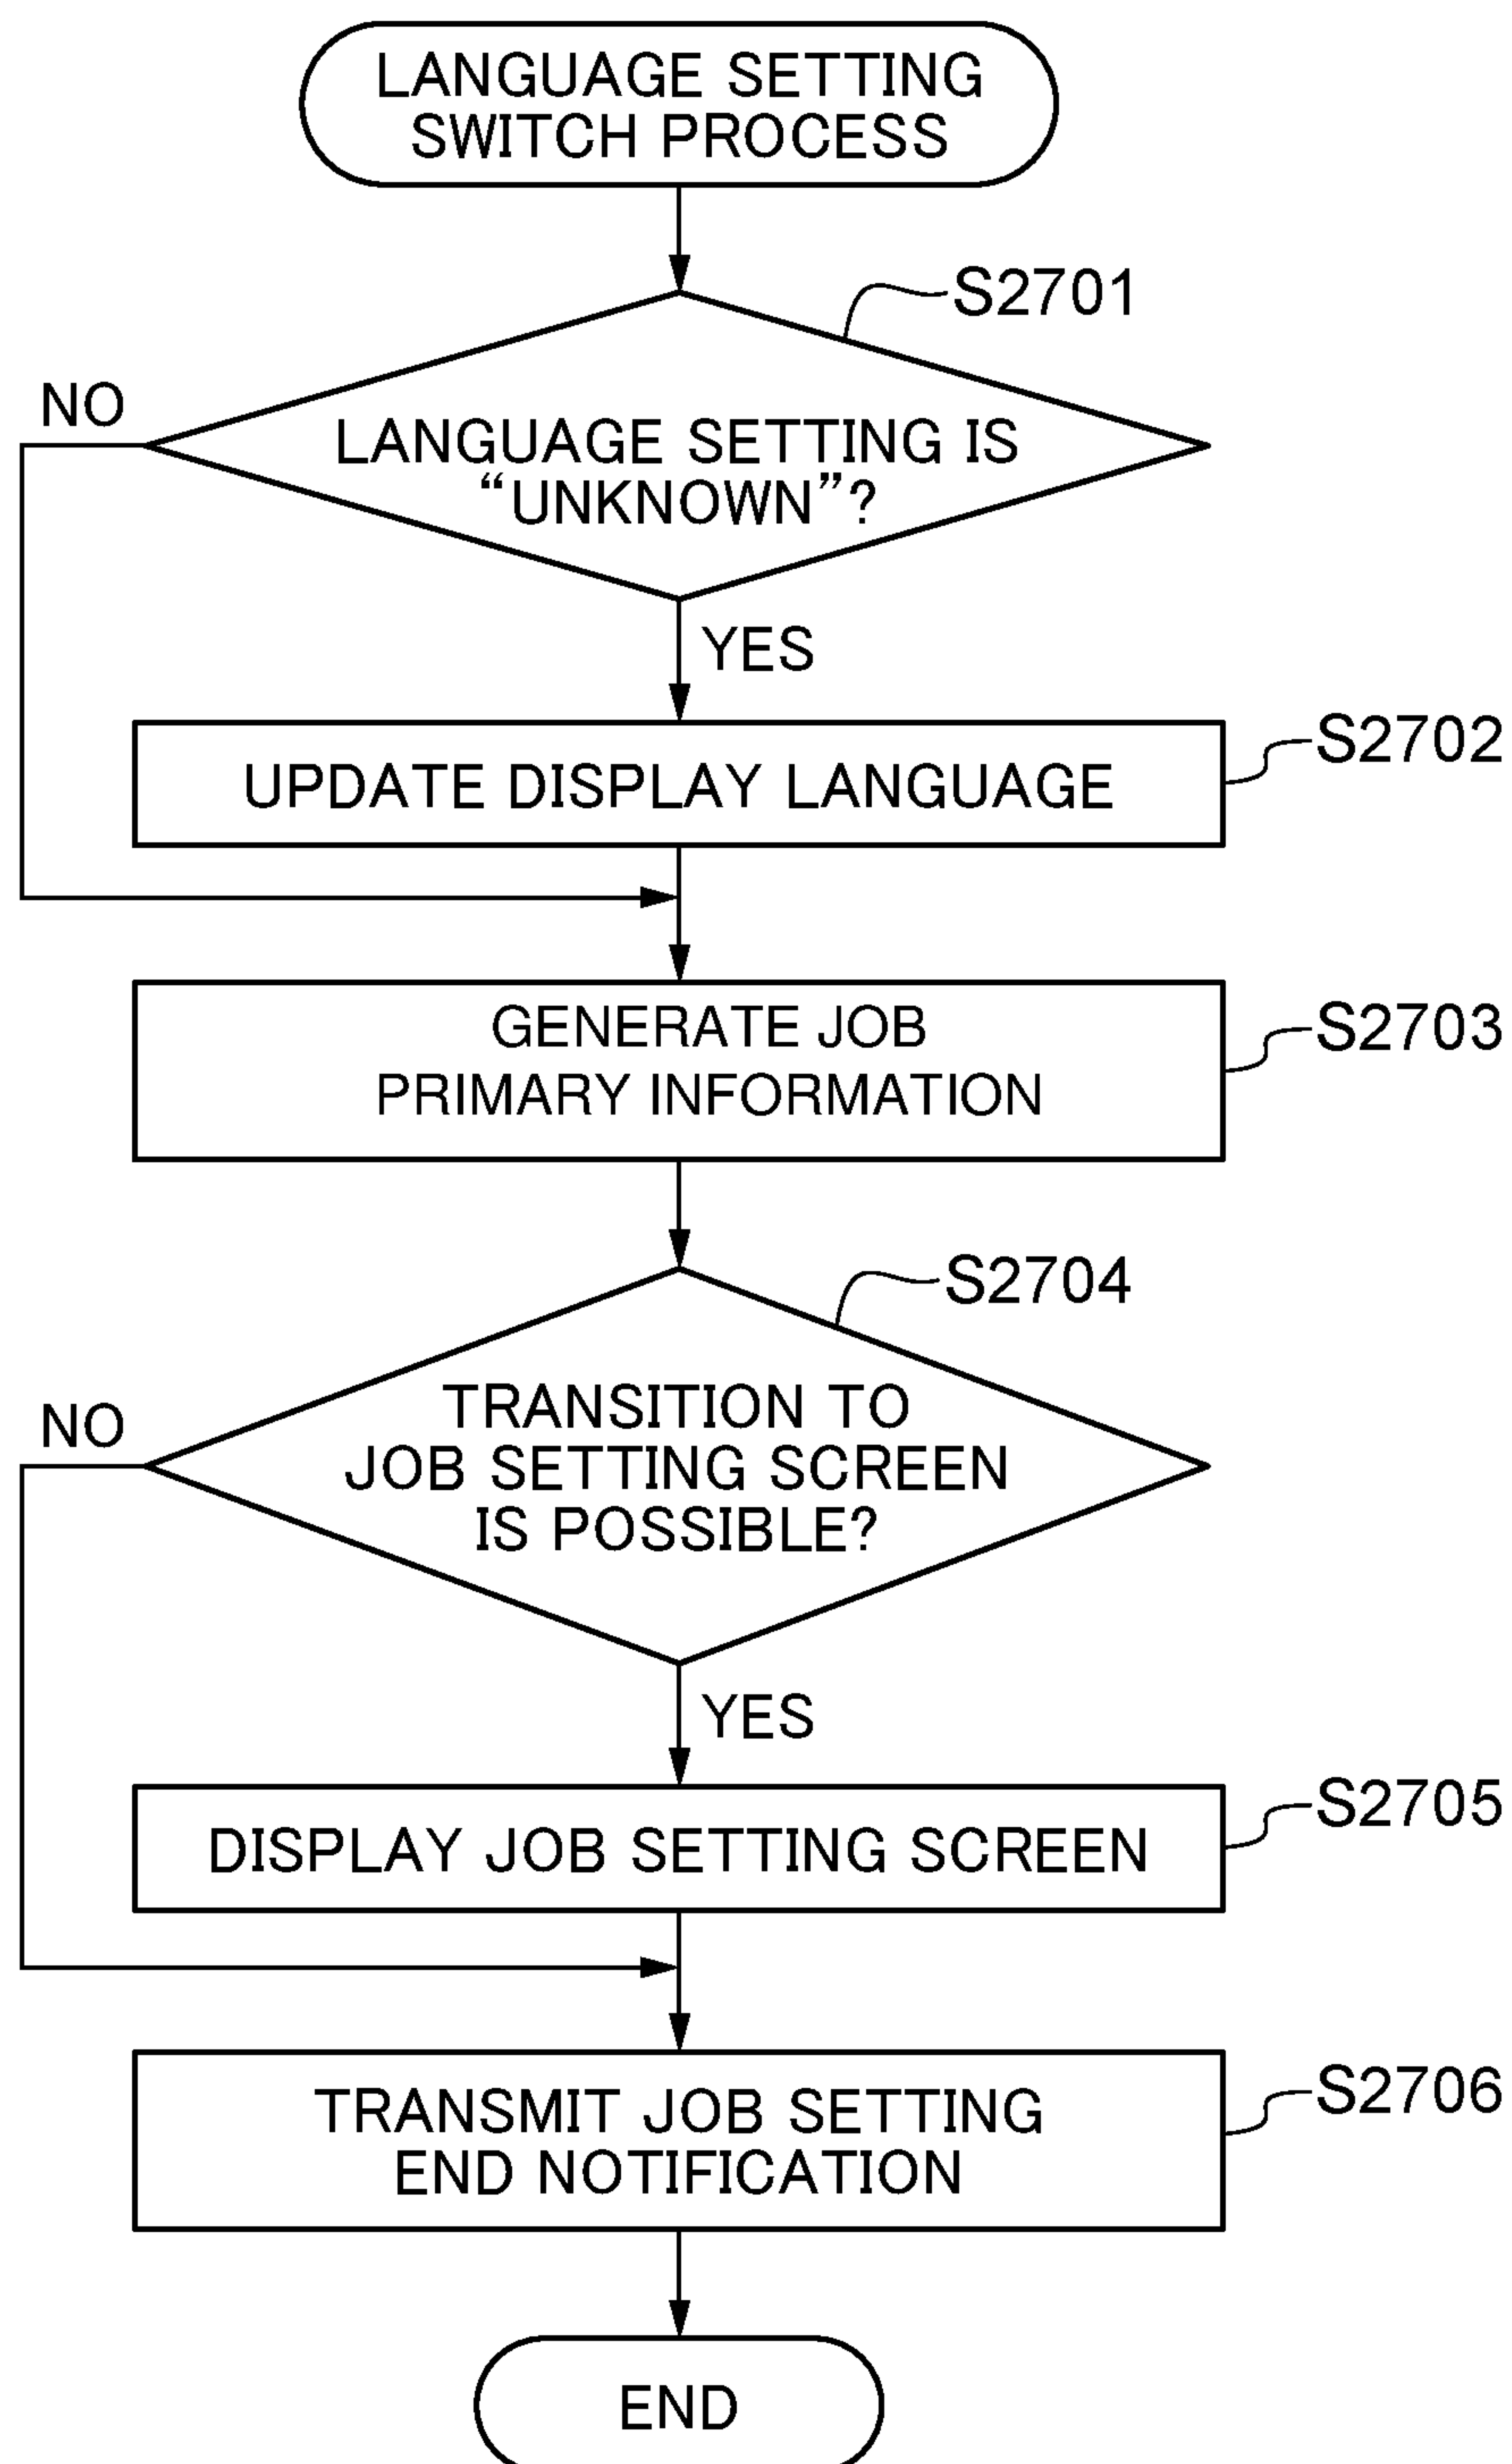 LANGUAGE SETTING
SWITCH PROCESS
S2701
NO
LANGUAGE SETTING IS
“UNKNOWN”?
YES
S2702
UPDATE DISPLAY LANGUAGE
S2703
GENERATE JOB
PRIMARY INFORMATION
S2704
NO
TRANSITION TO
JOB SETTING SCREEN
IS POSSIBLE?
YES
S2705
DISPLAY JOB SETTING SCREEN
S2706
TRANSMIT JOB SETTING
END NOTIFICATION
END